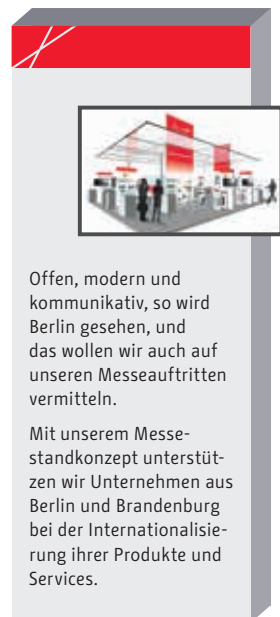 Offen, modern und
kommunikativ, so wird
Berlin gesehen, und
das wollen wir auch auf
unseren Messeauftritten
vermitteln.
Mit unserem Messe-
standkonzept unterstüt-
zen wir Unternehmen aus
Berlin und Brandenburg
bei der Internationalisie-
rung ihrer Produkte und
Services.